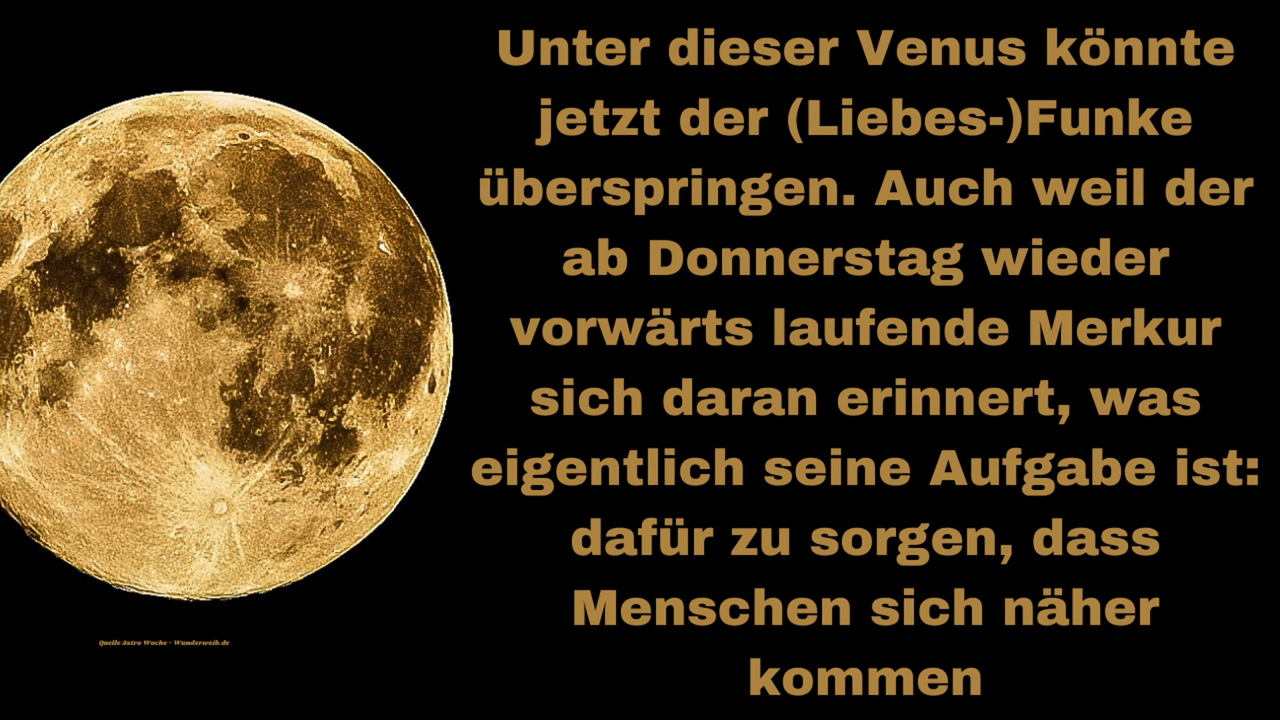 Unter dieser Venus könnte
jetzt der (Liebes-)Funke
überspringen. Auch weil der
ab Donnerstag wieder
vorwärts laufende Merkur
sich daran erinnert, was
eigentlich seine Aufgabe ist:
dafür zu sorgen, dass
Menschen sich näher
kommen
Quelle Astro Woche - Wunderweib.de